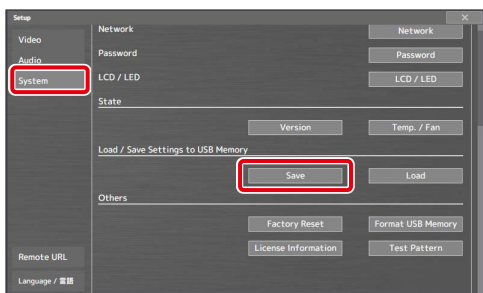 Setup
Video
Audio
System
Remote URL
Language / 言語
Network Network
Password Password
LCD / LED LCD / LED
State
Version Temp. / Fan
Load / Save Settings to USB Memory
Save Load
Others
Factory Reset Format USB Memory
License Information Test Pattern